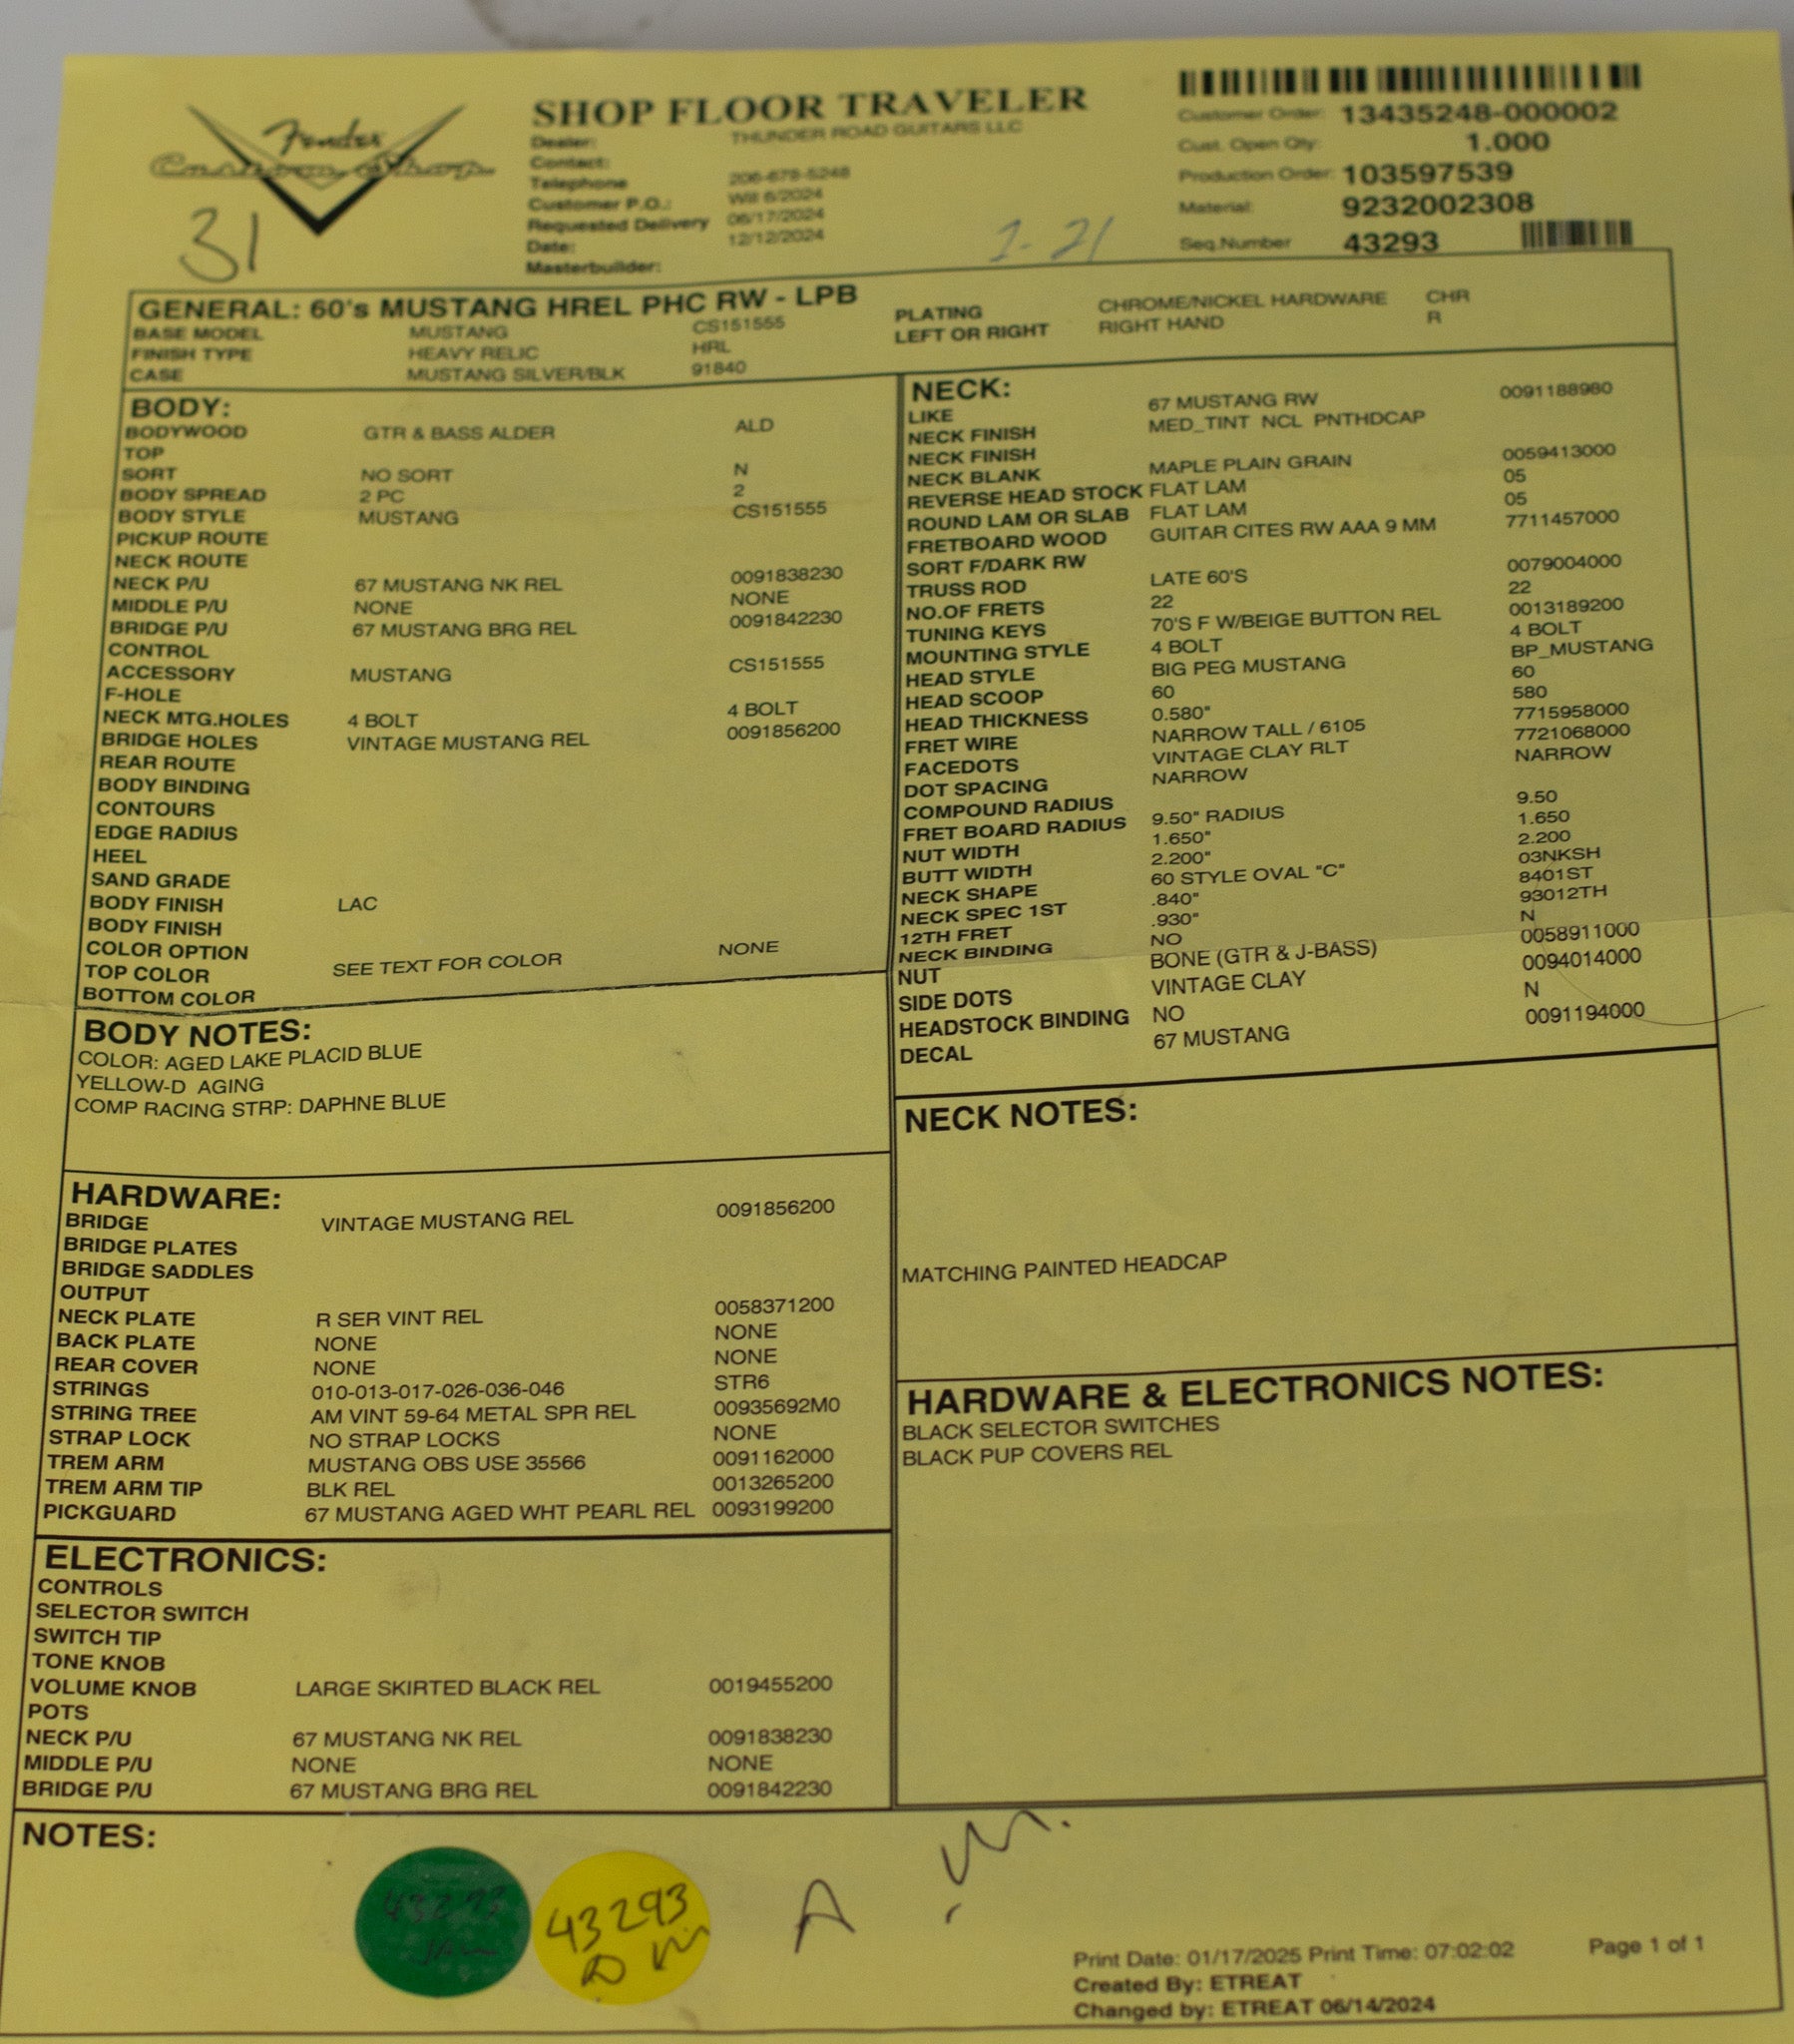 Fender
Custom Shop
31
SHOP FLOOR TRAVELER
Dealer: THUNDER ROAD GUITARS LLC
Contact:
Telephone 206-678-5248
Customer P.O.: Will 6/2024
Requested Delivery 06/17/2024
Date: 12/12/2024
Masterbuilder:
1-21
Customer Order: 13435248-000002
Cust. Open Qty: 1.000
Production Order: 103597539
Material: 9232002308
Seq.Number 43293
GENERAL: 60's MUSTANG HREL PHC RW - LPB
BASE MODEL MUSTANG CS151555
FINISH TYPE HEAVY RELIC HRL
CASE MUSTANG SILVER/BLK 91840
PLATING CHROME/NICKEL HARDWARE CHR
LEFT OR RIGHT RIGHT HAND R
BODY:
BODYWOOD GTR & BASS ALDER ALD
TOP
SORT NO SORT N
BODY SPREAD 2 PC 2
BODY STYLE MUSTANG CS151555
PICKUP ROUTE
NECK ROUTE
NECK P/U 67 MUSTANG NK REL 0091838230
MIDDLE P/U NONE NONE
BRIDGE P/U 67 MUSTANG BRG REL 0091842230
CONTROL
ACCESSORY MUSTANG CS151555
F-HOLE
NECK MTG.HOLES 4 BOLT 4 BOLT
BRIDGE HOLES VINTAGE MUSTANG REL 0091856200
REAR ROUTE
BODY BINDING
CONTOURS
EDGE RADIUS
HEEL
SAND GRADE
BODY FINISH LAC
BODY FINISH
COLOR OPTION
TOP COLOR SEE TEXT FOR COLOR NONE
BOTTOM COLOR
BODY NOTES:
COLOR: AGED LAKE PLACID BLUE
YELLOW-D AGING
COMP RACING STRP: DAPHNE BLUE
HARDWARE:
BRIDGE VINTAGE MUSTANG REL 0091856200
BRIDGE PLATES
BRIDGE SADDLES
OUTPUT
NECK PLATE R SER VINT REL 0058371200
BACK PLATE NONE NONE
REAR COVER NONE NONE
STRINGS 010-013-017-026-036-046 STR6
STRING TREE AM VINT 59-64 METAL SPR REL 00935692M0
STRAP LOCK NO STRAP LOCKS NONE
TREM ARM MUSTANG OBS USE 35566 0091162000
TREM ARM TIP BLK REL 0013265200
PICKGUARD 67 MUSTANG AGED WHT PEARL REL 0093199200
ELECTRONICS:
CONTROLS
SELECTOR SWITCH
SWITCH TIP
TONE KNOB
VOLUME KNOB LARGE SKIRTED BLACK REL 0019455200
POTS
NECK P/U 67 MUSTANG NK REL 0091838230
MIDDLE P/U NONE NONE
BRIDGE P/U 67 MUSTANG BRG REL 0091842230
NECK:
LIKE 67 MUSTANG RW 0091188980
NECK FINISH MED_TINT NCL PNTHDCAP
NECK FINISH
NECK BLANK MAPLE PLAIN GRAIN 0059413000
REVERSE HEAD STOCK FLAT LAM 05
ROUND LAM OR SLAB FLAT LAM 05
FRETBOARD WOOD GUITAR CITES RW AAA 9 MM 7711457000
SORT F/DARK RW
TRUSS ROD LATE 60'S 0079004000
NO.OF FRETS 22 22
TUNING KEYS 70'S F W/BEIGE BUTTON REL 0013189200
MOUNTING STYLE 4 BOLT 4 BOLT
HEAD STYLE BIG PEG MUSTANG BP_MUSTANG
HEAD SCOOP 60 60
HEAD THICKNESS 0.580" 580
FRET WIRE NARROW TALL / 6105 7715958000
FACEDOTS VINTAGE CLAY RLT 7721068000
DOT SPACING NARROW NARROW
COMPOUND RADIUS
FRET BOARD RADIUS 9.50" RADIUS 9.50
NUT WIDTH 1.650" 1.650
BUTT WIDTH 2.200" 2.200
NECK SHAPE 60 STYLE OVAL "C" 03NKSH
NECK SPEC 1ST .840" 8401ST
12TH FRET .930" 93012TH
NECK BINDING NO N
NUT BONE (GTR & J-BASS) 0058911000
SIDE DOTS VINTAGE CLAY 0094014000
HEADSTOCK BINDING NO N
DECAL 67 MUSTANG 0091194000
NECK NOTES:
MATCHING PAINTED HEADCAP
HARDWARE & ELECTRONICS NOTES:
BLACK SELECTOR SWITCHES
BLACK PUP COVERS REL
NOTES:
43293
43293
A
Print Date: 01/17/2025 Print Time: 07:02:02 Page 1 of 1
Created By: ETREAT
Changed by: ETREAT 06/14/2024